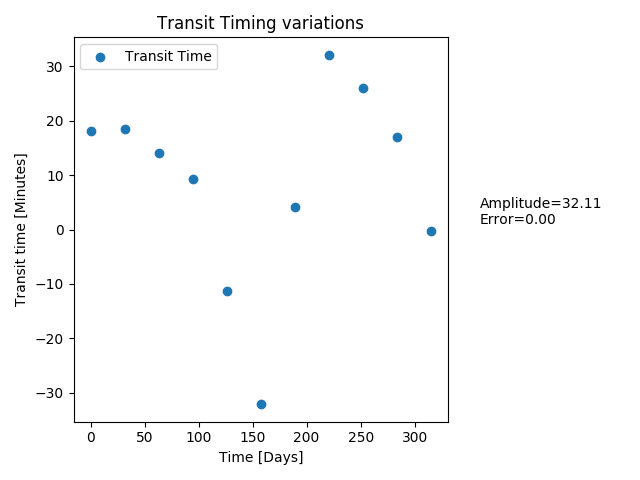 Transit Timing variations
Transit Time
Transit time [Minutes]
30
20
10
0
−10
−20
−30
0 50 100 150 200 250 300
Time [Days]
Amplitude=32.11
Error=0.00